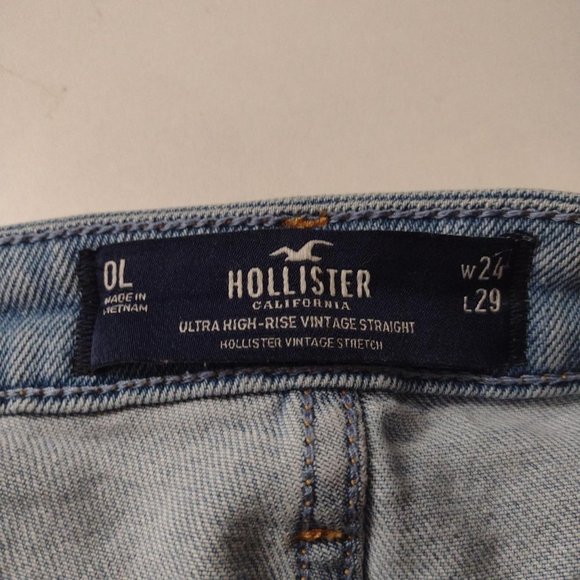 0L
MADE IN
VIETNAM
HOLLISTER
CALIFORNIA
ULTRA HIGH-RISE VINTAGE STRAIGHT
HOLLISTER VINTAGE STRETCH
W24
L29